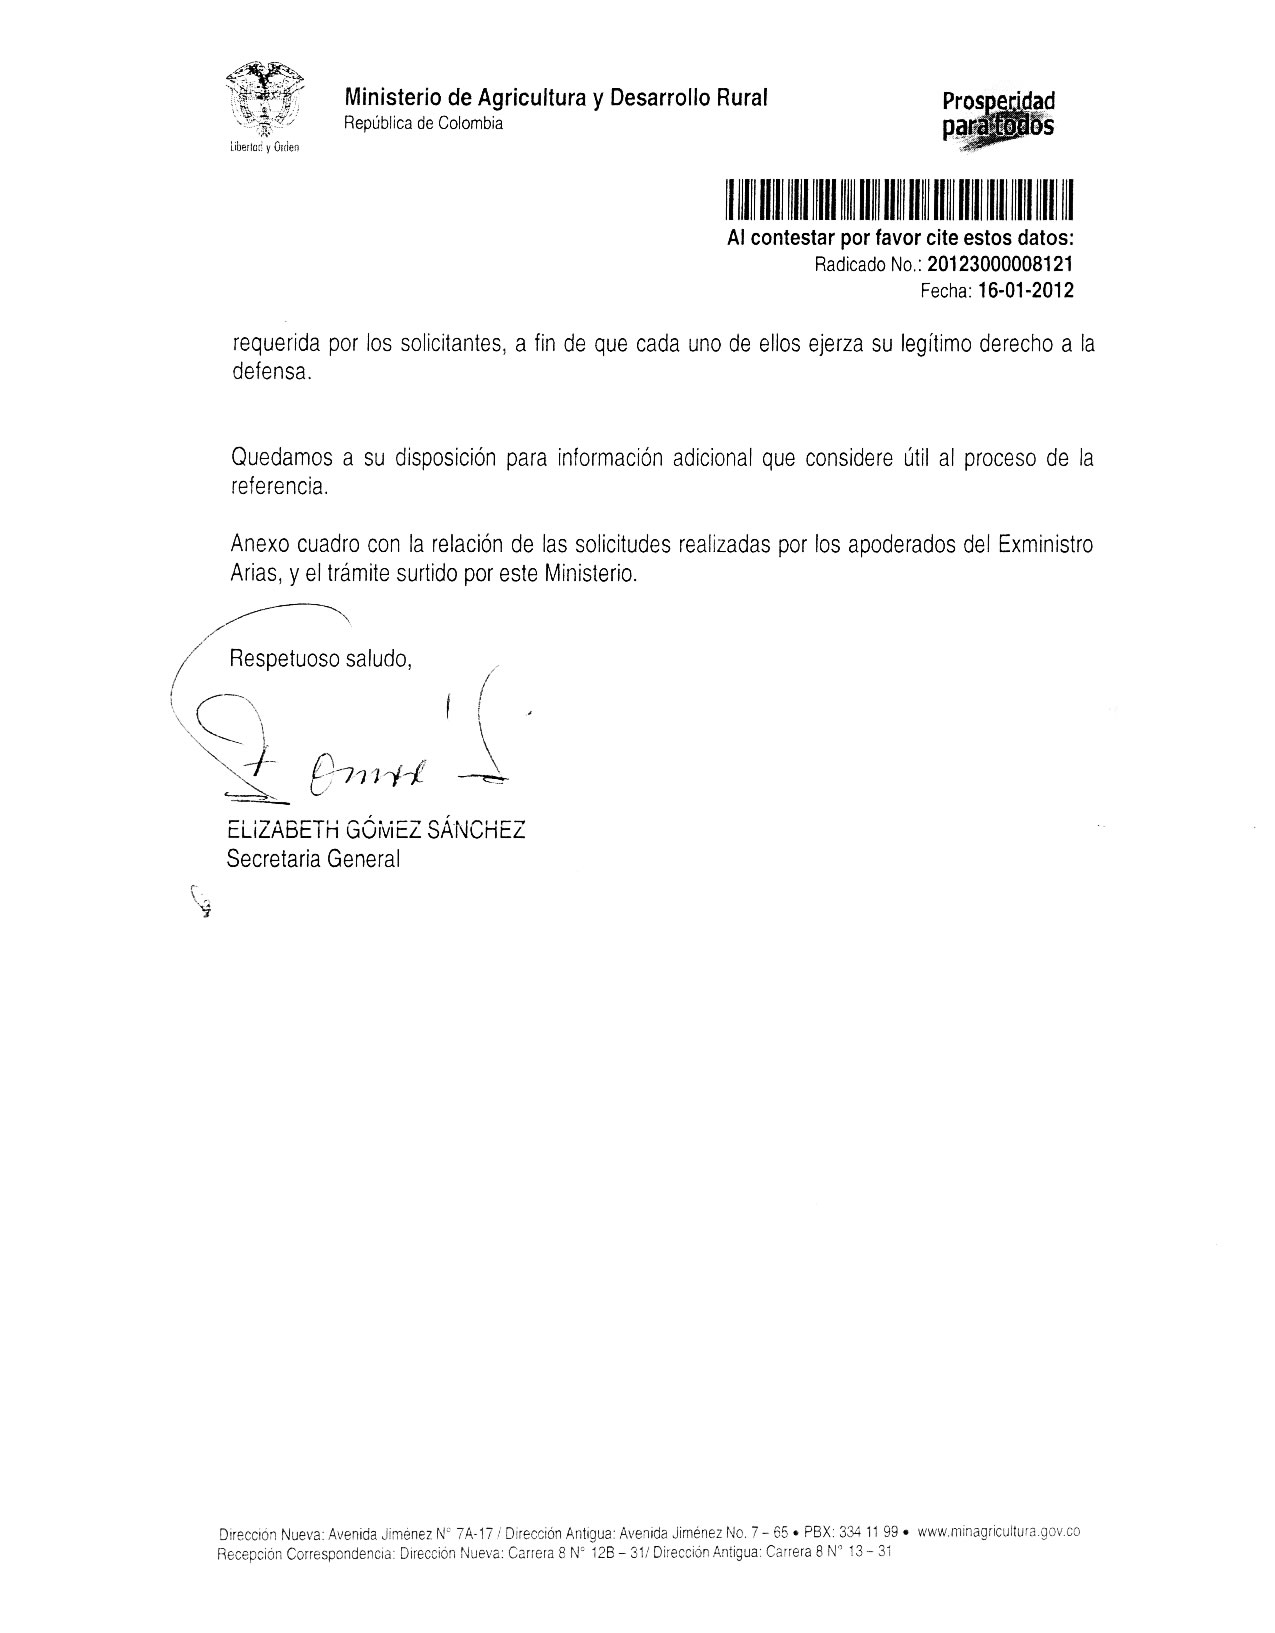 Ministerio de Agricultura y Desarrollo Rural
República de Colombia
Libertad y Orden
Prosperidad
para todos
Al contestar por favor cite estos datos:
Radicado No.: 20123000008121
Fecha: 16-01-2012
requerida por los solicitantes, a fin de que cada uno de ellos ejerza su legítimo derecho a la
defensa.
Quedamos a su disposición para información adicional que considere útil al proceso de la
referencia.
Anexo cuadro con la relación de las solicitudes realizadas por los apoderados del Exministro
Arias, y el trámite surtido por este Ministerio.
Respetuoso saludo,
ELIZABETH GÓMEZ SÁNCHEZ
Secretaria General
Dirección Nueva: Avenida Jiménez N° 7A-17 / Dirección Antigua: Avenida Jiménez No. 7 – 65 • PBX: 334 11 99 • www.minagricultura.gov.co
Recepción Correspondencia: Dirección Nueva: Carrera 8 N° 12B – 31/ Dirección Antigua: Carrera 8 N° 13 – 31